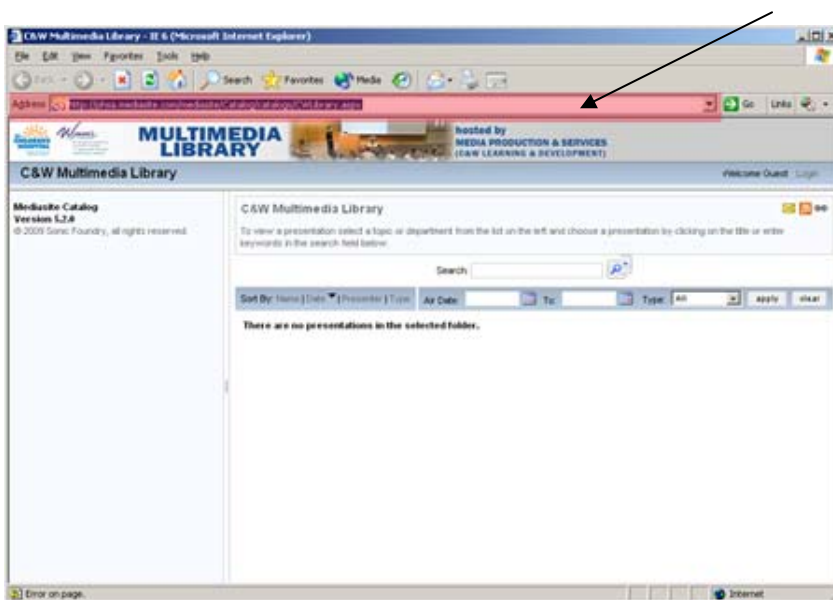 C&W Multimedia Library - IE 6 (Microsoft Internet Explorer)
File Edit View Favorites Tools Help
Search Favorites Media
Address Go Links
MULTIMEDIA
LIBRARY
hosted by
MEDIA PRODUCTION & SERVICES
(C&W LEARNING & DEVELOPMENT)
C&W Multimedia Library
Welcome Guest Login
Mediasite Catalog
Version 5.2.0
© 2009 Sonic Foundry, all rights reserved.
C&W Multimedia Library
To view a presentation select a topic or department from the list on the left and choose a presentation by clicking on the title or enter
keywords in the search field below.
Search
Sort By: Name | Date | Presenter | Type Air Date: To: Type: All apply clear
There are no presentations in the selected folder.
Error on page.
Internet